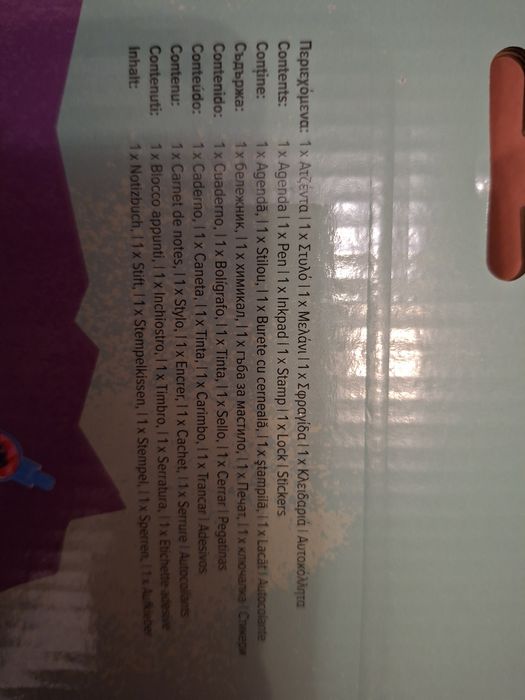 Περιεχόμενα: 1 x Ατζέντα | 1 x Στυλό | 1 x Μελάνι | 1 x Σφραγίδα | 1 x Κλειδαριά | Αυτοκόλλητα
Contents: 1 x Agenda | 1 x Pen | 1 x Inkpad | 1 x Stamp | 1 x Lock | Stickers
Conține: 1 x Agendă, | 1 x Stilou, | 1 x Burete cu cerneală, | 1 x ștampilă, | 1 x Lacăt | Autocolante
Съдържа: 1 x бележник, | 1 x химикал, | 1 x гъба за мастило, | 1 x Печат, | 1 x ключалка | Стикери
Contenido: 1 x Cuaderno, | 1 x Bolígrafo, | 1 x Tinta, | 1 x Sello, | 1 x Cerrar | Pegatinas
Conteúdo: 1 x Caderno, | 1 x Caneta, | 1 x Tinta, | 1 x Carimbo, | 1 x Trancar | Adesivos
Contenu: 1 x Carnet de notes, | 1 x Stylo, | 1 x Encrer, | 1 x Cachet, | 1 x Serrure | Autocollants
Contenuti: 1 x Blocco appunti, | 1 x Inchiostro, | 1 x Timbro, | 1 x Serratura, | 1 x Etichette adesive
Inhalt: 1 x Notizbuch, | 1 x Stift, | 1 x Stempelkissen, | 1 x Stempel, | 1 x Sperren, | 1 x Aufkleber